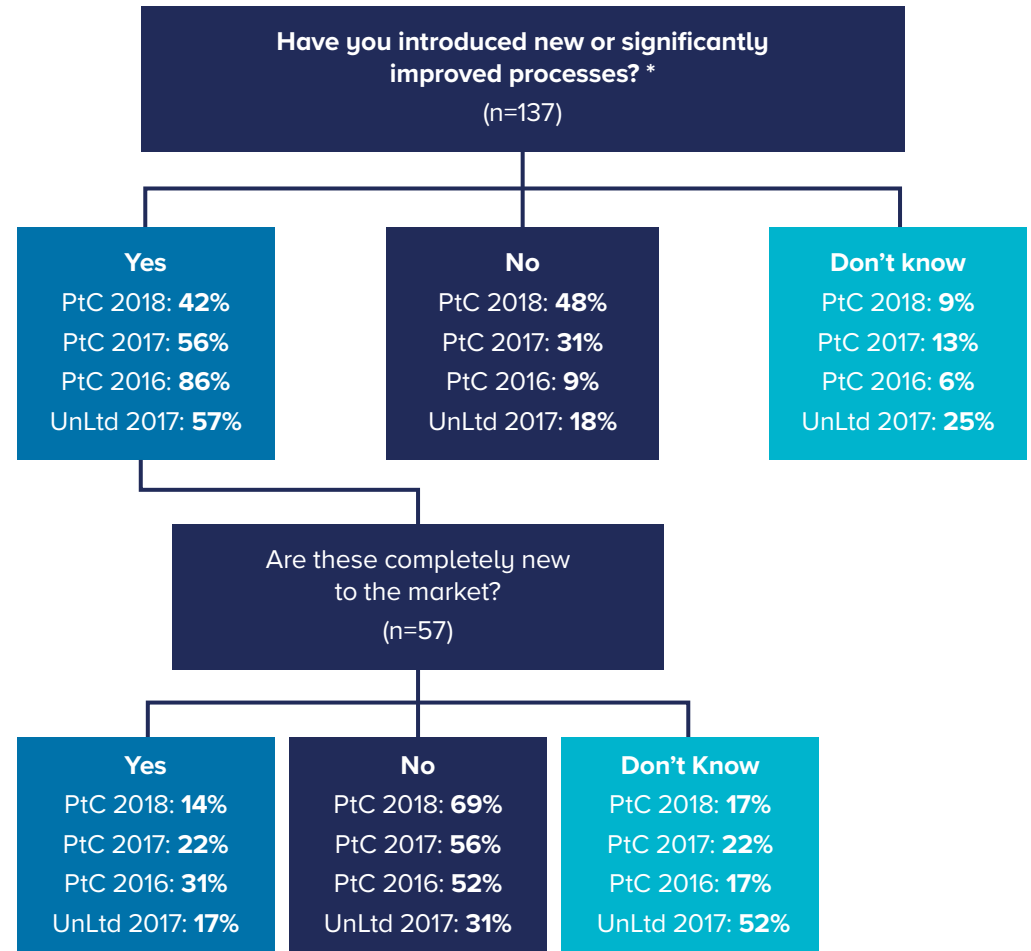 Have you introduced new or significantly
improved processes? *
(n=137)
Yes
PtC 2018: 42%
PtC 2017: 56%
PtC 2016: 86%
UnLtd 2017: 57%
No
PtC 2018: 48%
PtC 2017: 31%
PtC 2016: 9%
UnLtd 2017: 18%
Don’t know
PtC 2018: 9%
PtC 2017: 13%
PtC 2016: 6%
UnLtd 2017: 25%
Are these completely new
to the market?
(n=57)
Yes
PtC 2018: 14%
PtC 2017: 22%
PtC 2016: 31%
UnLtd 2017: 17%
No
PtC 2018: 69%
PtC 2017: 56%
PtC 2016: 52%
UnLtd 2017: 31%
Don’t Know
PtC 2018: 17%
PtC 2017: 22%
PtC 2016: 17%
UnLtd 2017: 52%